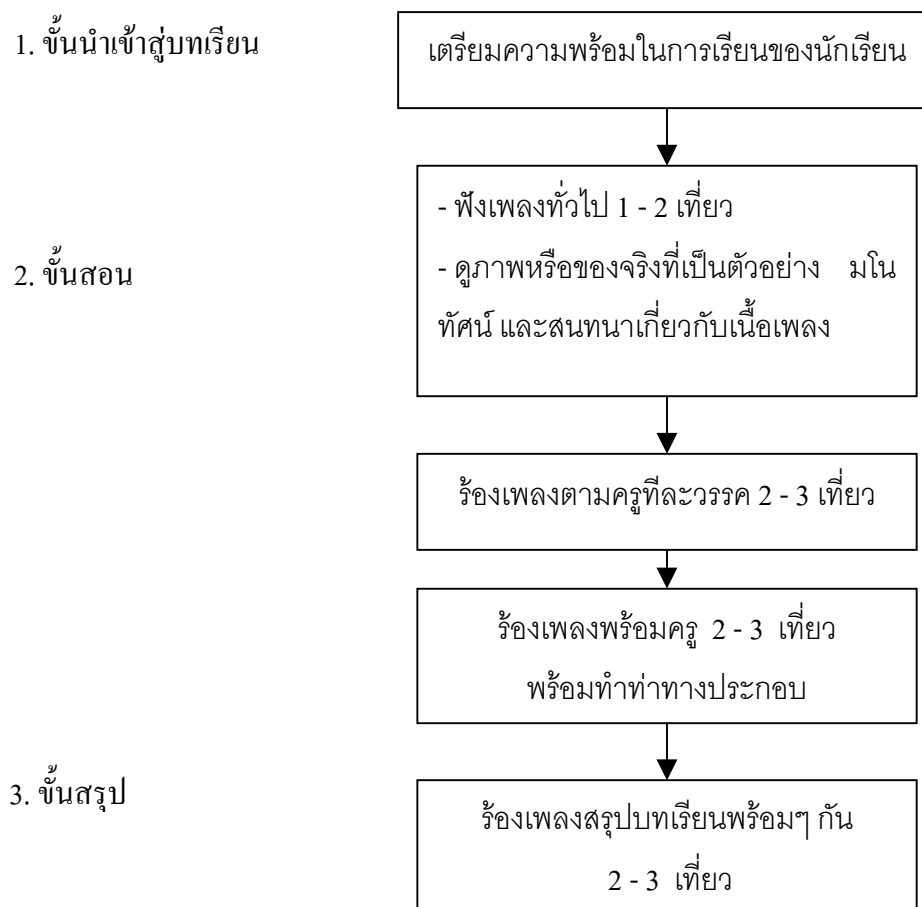 1. ขั้นนำเข้าสู่บทเรียน
เตรียมความพร้อมในการเรียนของนักเรียน
2. ขั้นสอน
- ฟังเพลงทั่วไป 1 - 2 เที่ยว
- ดูภาพหรือของจริงที่เป็นตัวอย่าง มโน
ทัศน์ และสนทนาเกี่ยวกับเนื้อเพลง
ร้องเพลงตามครูทีละวรรค 2 - 3 เที่ยว
ร้องเพลงพร้อมครู 2 - 3 เที่ยว
พร้อมทำท่าทางประกอบ
3. ขั้นสรุป
ร้องเพลงสรุปบทเรียนพร้อมๆ กัน
2 - 3 เที่ยว